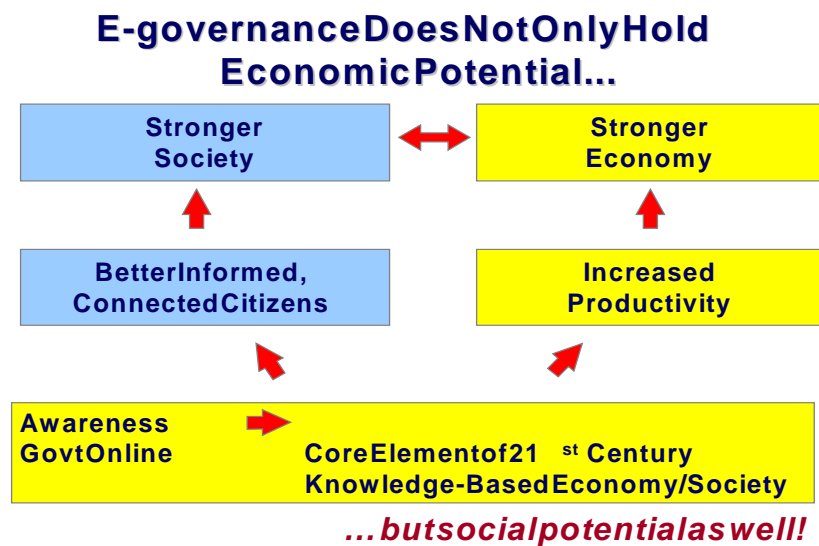 E-governanceDoesNotOnlyHold
EconomicPotential...
Stronger
Society
Stronger
Economy
BetterInformed,
ConnectedCitizens
Increased
Productivity
Awareness
GovtOnline
CoreElementof21 st Century
Knowledge-BasedEconomy/Society
...butsocialpotentialaswell!